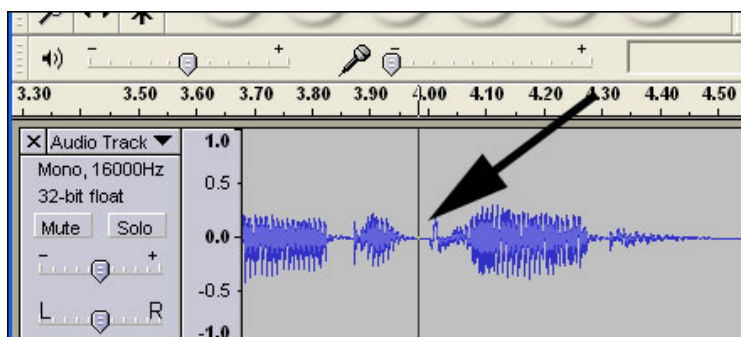 - + - +
3.30 3.50 3.60 3.70 3.80 3.90 4.00 4.10 4.20 4.30 4.40 4.50
X Audio Track
Mono, 16000Hz
32-bit float
Mute Solo
- +
L R
1.0
0.5
0.0
-0.5
-1.0